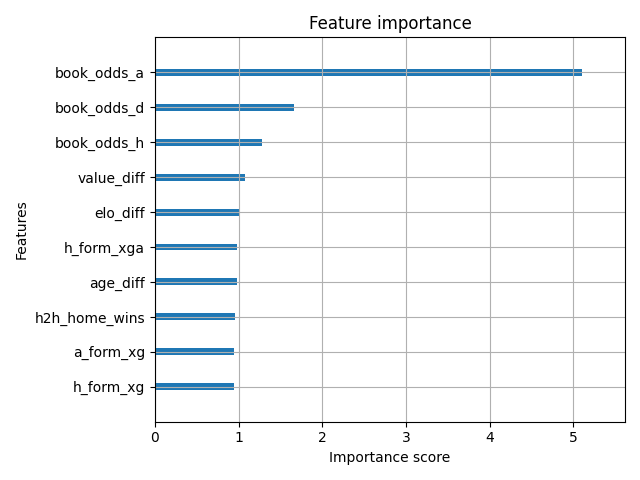 Feature importance
Features
book_odds_a
book_odds_d
book_odds_h
value_diff
elo_diff
h_form_xga
age_diff
h2h_home_wins
a_form_xg
h_form_xg
0 1 2 3 4 5
Importance score